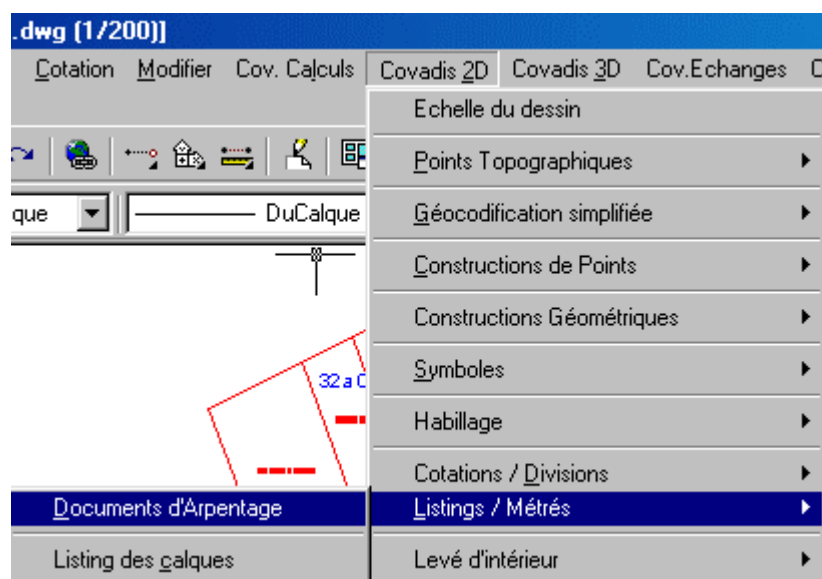 .dwg (1/200)]
Cotation Modifier Cov. Calculs Covadis 2D Covadis 3D Cov.Echanges
Echelle du dessin
Points Topographiques
que DuCalque
Géocodification simplifiée
Constructions de Points
Constructions Géométriques
Symboles
32 a
Habillage
Cotations / Divisions
Documents d'Arpentage
Listings / Métrés
Listing des calques
Levé d'intérieur